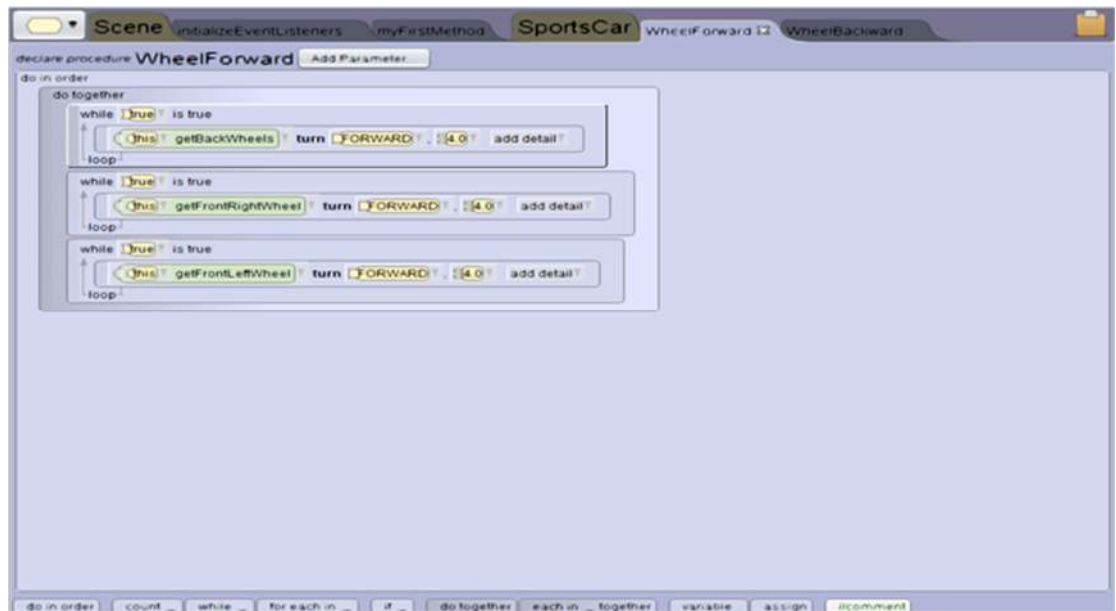 Scene initializeEventListeners myFirstMethod SportsCar WheelForward WheelBackward
declare procedure WheelForward Add Parameter...
do in order
do together
while true is true
this getBackWheels turn FORWARD , 4.0 add detail
loop
while true is true
this getFrontRightWheel turn FORWARD , 4.0 add detail
loop
while true is true
this getFrontLeftWheel turn FORWARD , 4.0 add detail
loop
do in order count _ while _ for each in _ if _ do together each in _ together variable assign //comment